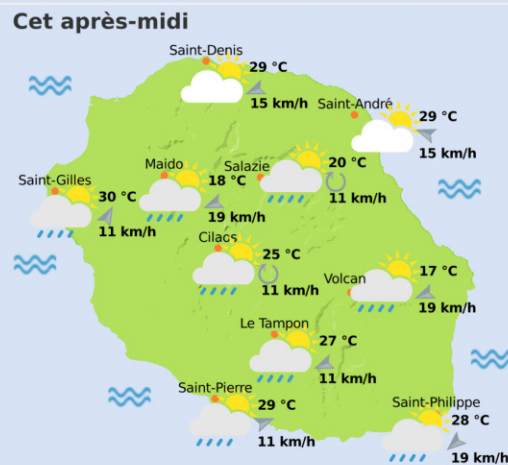 Cet après-midi
Saint-Denis
29 °C
15 km/h
Saint-André
29 °C
15 km/h
Saint-Gilles
30 °C
11 km/h
Maido
18 °C
19 km/h
Salazie
20 °C
11 km/h
Cilaos
25 °C
11 km/h
Volcan
17 °C
19 km/h
Le Tampon
27 °C
11 km/h
Saint-Pierre
29 °C
11 km/h
Saint-Philippe
28 °C
19 km/h